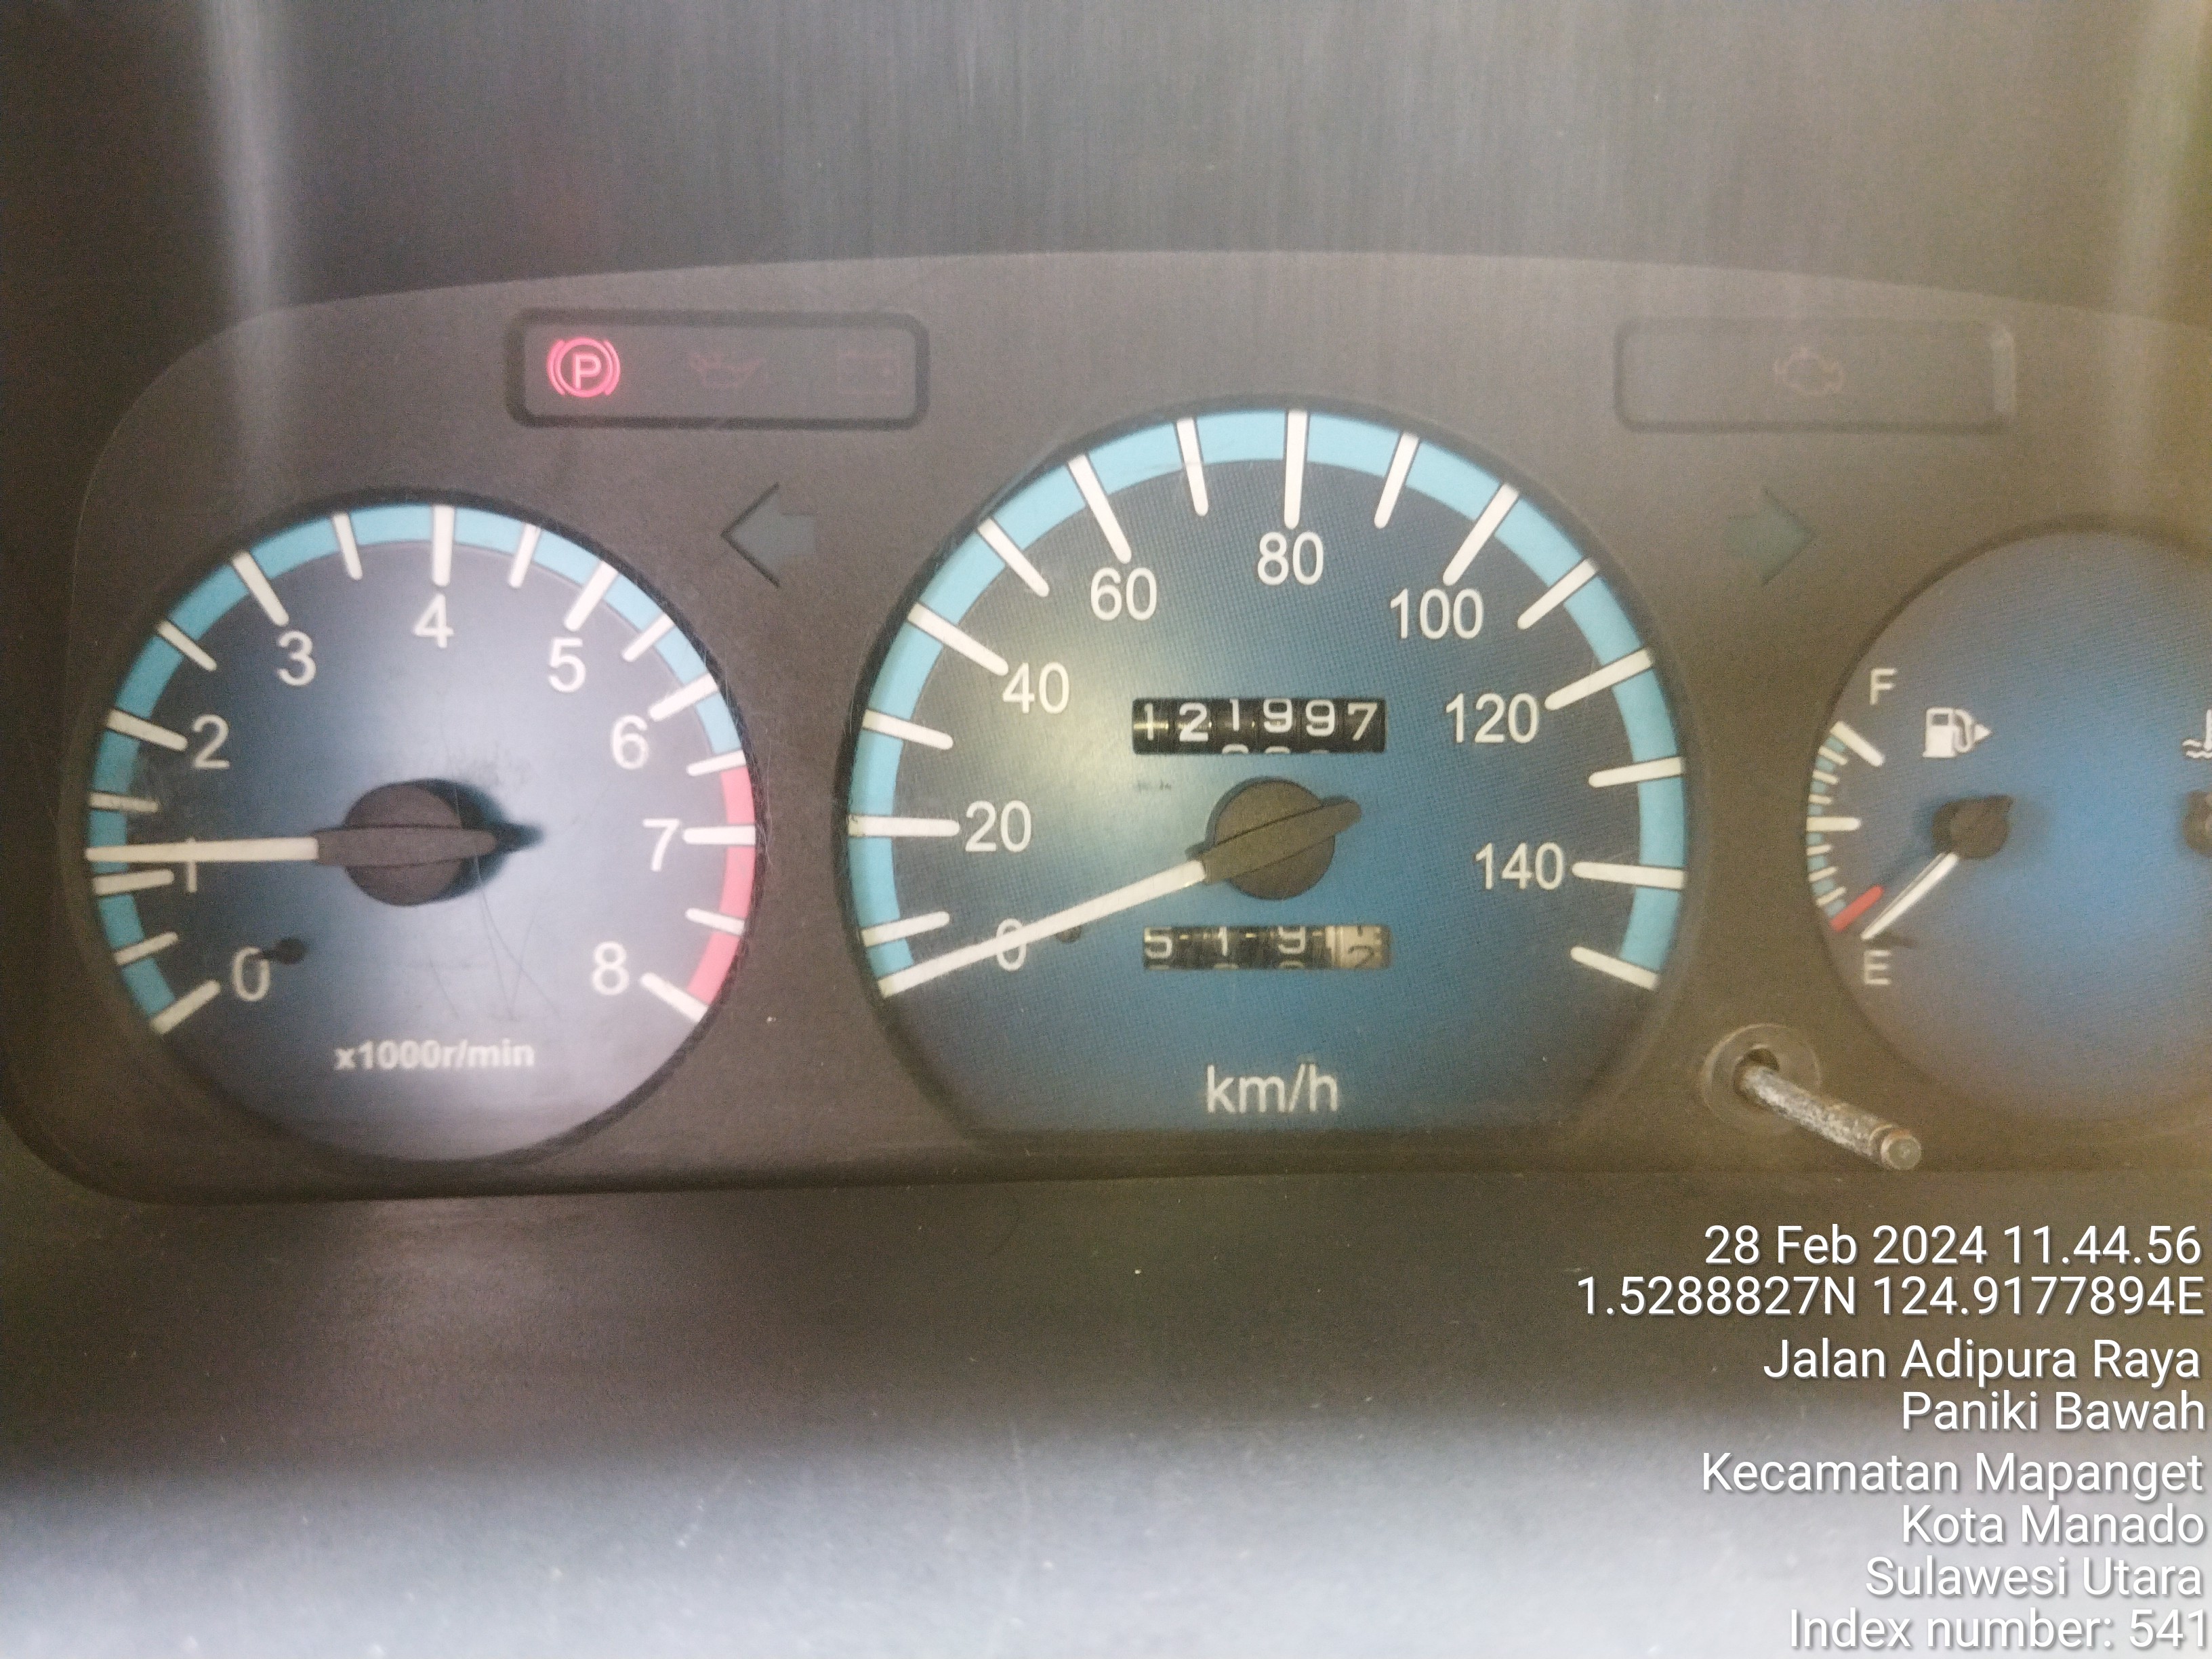 P
0 1 2 3 4 5 6 7 8
x1000r/min
0 20 40 60 80 100 120 140
121997
519
km/h
F
E
28 Feb 2024 11.44.56
1.5288827N 124.9177894E
Jalan Adipura Raya
Paniki Bawah
Kecamatan Mapanget
Kota Manado
Sulawesi Utara
Index number: 541